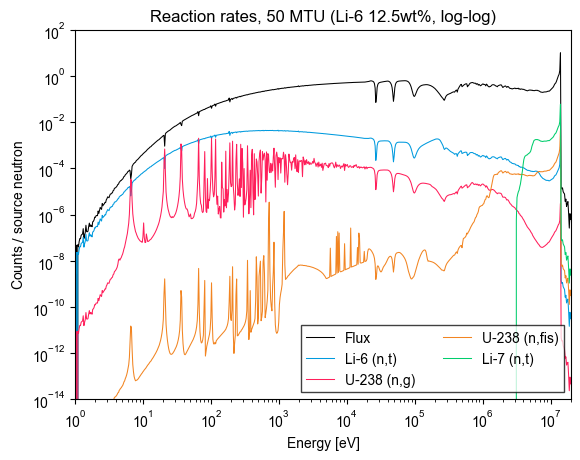 Reaction rates, 50 MTU (Li-6 12.5wt%, log-log)
Counts / source neutron
10^2
10^0
10^−2
10^−4
10^−6
10^−8
10^−10
10^−12
10^−14
10^0 10^1 10^2 10^3 10^4 10^5 10^6 10^7
Energy [eV]
Flux
Li-6 (n,t)
U-238 (n,g)
U-238 (n,fis)
Li-7 (n,t)